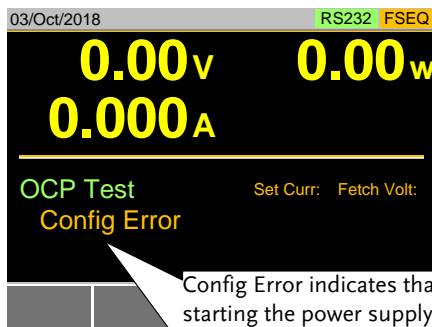 03/Oct/2018 RS232 FSEQ
0.00V 0.00W
0.000A
OCP Test Set Curr: Fetch Volt:
Config Error
Config Error indicates
starting the power supply